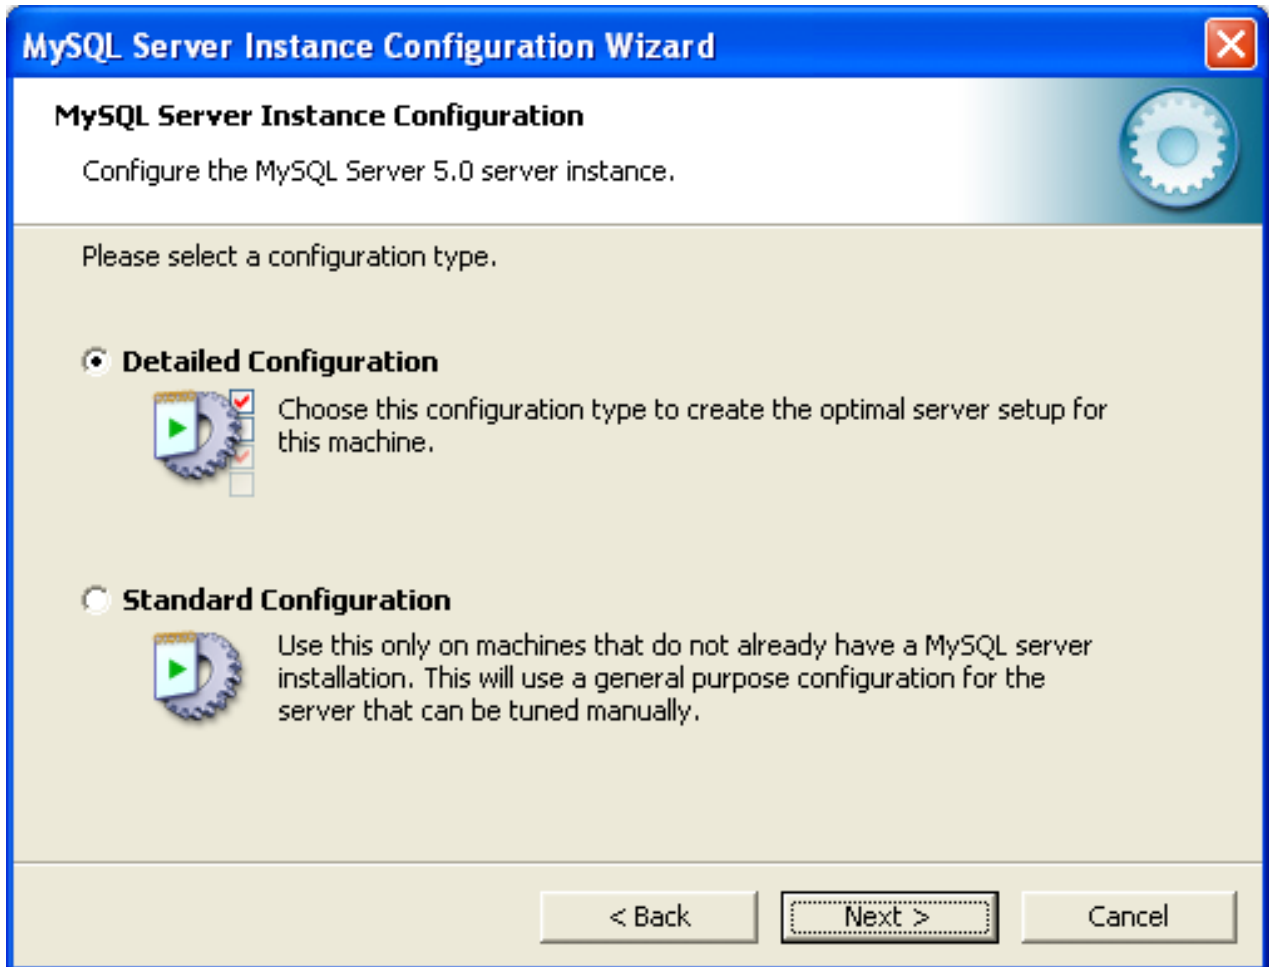 MySQL Server Instance Configuration Wizard
MySQL Server Instance Configuration
Configure the MySQL Server 5.0 server instance.
Please select a configuration type.
Detailed Configuration
Choose this configuration type to create the optimal server setup for
this machine.
Standard Configuration
Use this only on machines that do not already have a MySQL server
installation. This will use a general purpose configuration for the
server that can be tuned manually.
< Back
Next >
Cancel